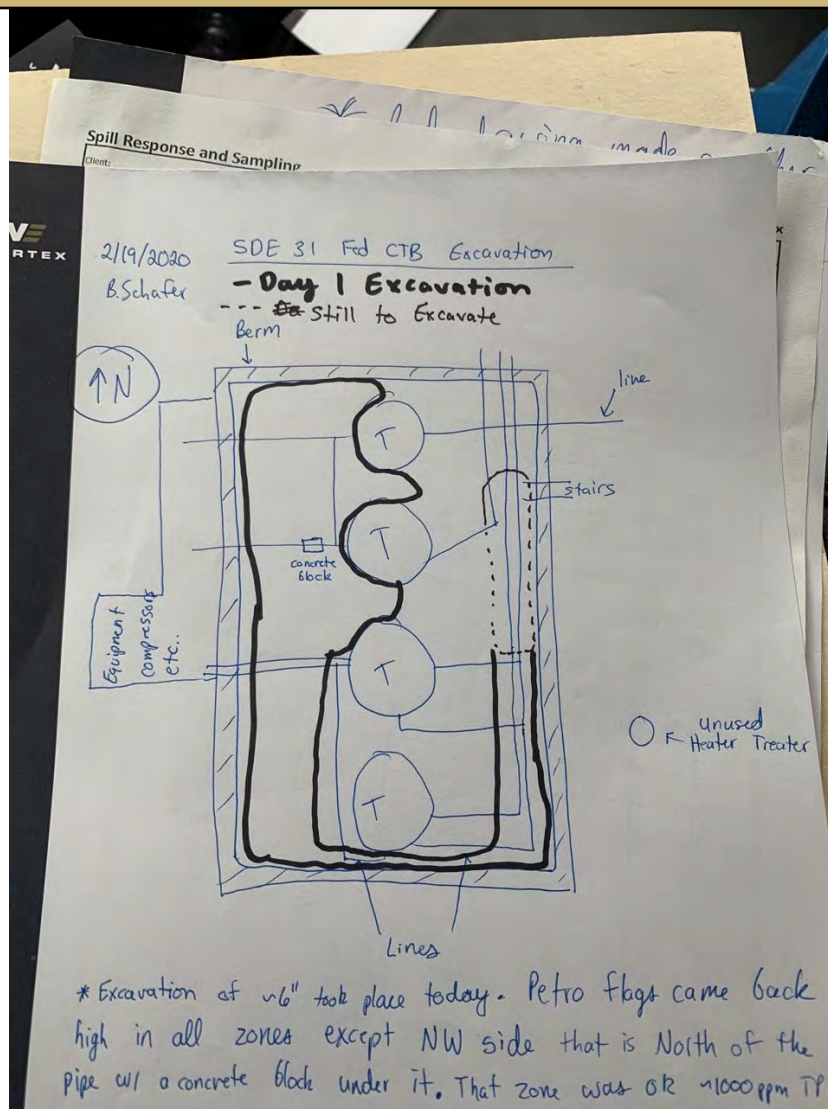 Spill Response and Sampling
Client:
made
RTEX
2/19/2020 SDE 31 Fed CTB Excavation
B.Schafer - Day 1 Excavation
--- Still to Excavate
Berm
↑N
line
T
stairs
T
concrete
block
Equipment
compressors
etc..
T
Unused
Heater Treater
T
Lines
* Excavation of ~6" took place today. Petro flags came back
high in all zones except NW side that is North of the
pipe w/ a concrete block under it. That zone was ok ~1000 ppm TP